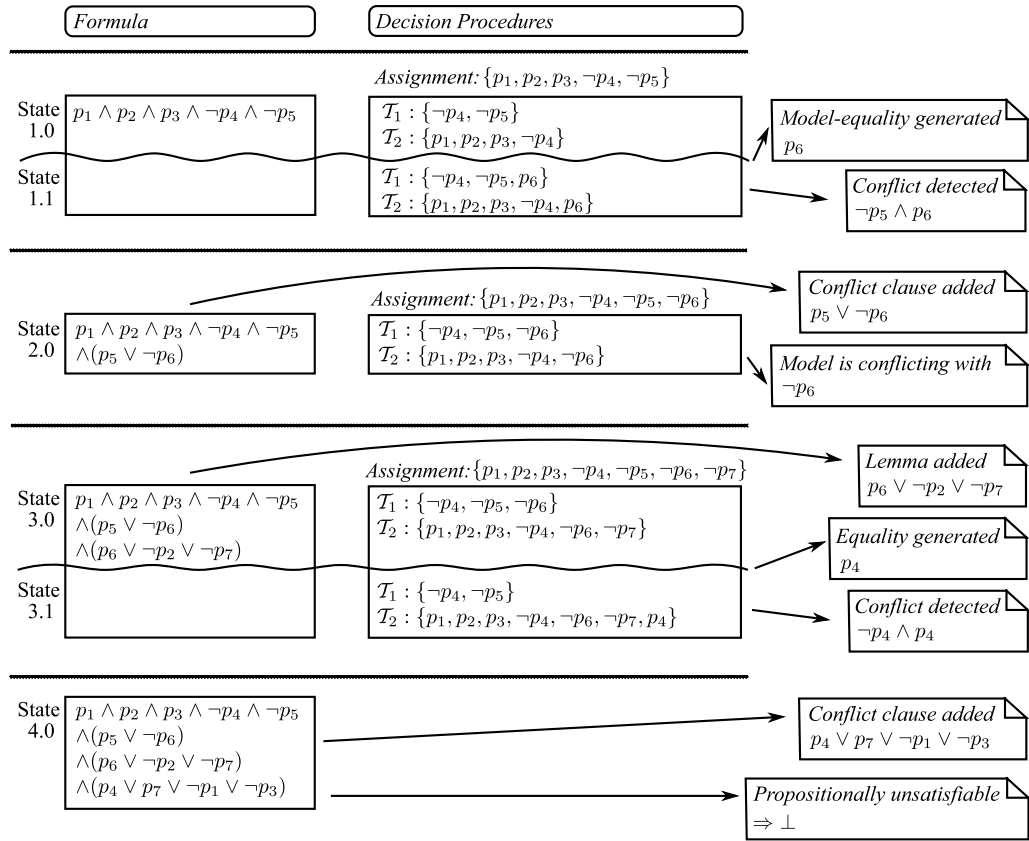 Formula
Decision Procedures
Assignment: {p₁, p₂, p₃, ¬p₄, ¬p₅}
State
1.0
p₁ ∧ p₂ ∧ p₃ ∧ ¬p₄ ∧ ¬p₅
𝒯₁ : {¬p₄, ¬p₅}
𝒯₂ : {p₁, p₂, p₃, ¬p₄}
Model-equality generated
p₆
State
1.1
𝒯₁ : {¬p₄, ¬p₅, p₆}
𝒯₂ : {p₁, p₂, p₃, ¬p₄, p₆}
Conflict detected
¬p₅ ∧ p₆
Assignment: {p₁, p₂, p₃, ¬p₄, ¬p₅, ¬p₆}
Conflict clause added
p₅ ∨ ¬p₆
State
2.0
p₁ ∧ p₂ ∧ p₃ ∧ ¬p₄ ∧ ¬p₅
∧(p₅ ∨ ¬p₆)
𝒯₁ : {¬p₄, ¬p₅, ¬p₆}
𝒯₂ : {p₁, p₂, p₃, ¬p₄, ¬p₆}
Model is conflicting with
¬p₆
Assignment: {p₁, p₂, p₃, ¬p₄, ¬p₅, ¬p₆, ¬p₇}
Lemma added
p₆ ∨ ¬p₂ ∨ ¬p₇
State
3.0
p₁ ∧ p₂ ∧ p₃ ∧ ¬p₄ ∧ ¬p₅
∧(p₅ ∨ ¬p₆)
∧(p₆ ∨ ¬p₂ ∨ ¬p₇)
𝒯₁ : {¬p₄, ¬p₅, ¬p₆}
𝒯₂ : {p₁, p₂, p₃, ¬p₄, ¬p₆, ¬p₇}
Equality generated
p₄
State
3.1
𝒯₁ : {¬p₄, ¬p₅}
𝒯₂ : {p₁, p₂, p₃, ¬p₄, ¬p₆, ¬p₇, p₄}
Conflict detected
¬p₄ ∧ p₄
State
4.0
p₁ ∧ p₂ ∧ p₃ ∧ ¬p₄ ∧ ¬p₅
∧(p₅ ∨ ¬p₆)
∧(p₆ ∨ ¬p₂ ∨ ¬p₇)
∧(p₄ ∨ p₇ ∨ ¬p₁ ∨ ¬p₃)
Conflict clause added
p₄ ∨ p₇ ∨ ¬p₁ ∨ ¬p₃
Propositionally unsatisfiable
⇒ ⊥